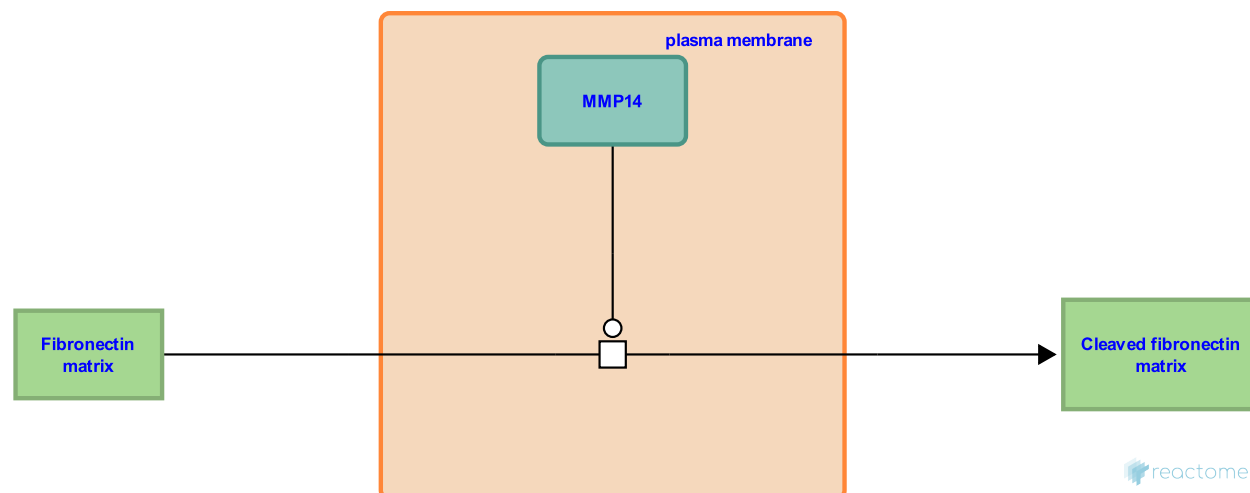 plasma membrane
MMP14
Fibronectin
matrix
Cleaved fibronectin
matrix
reactome